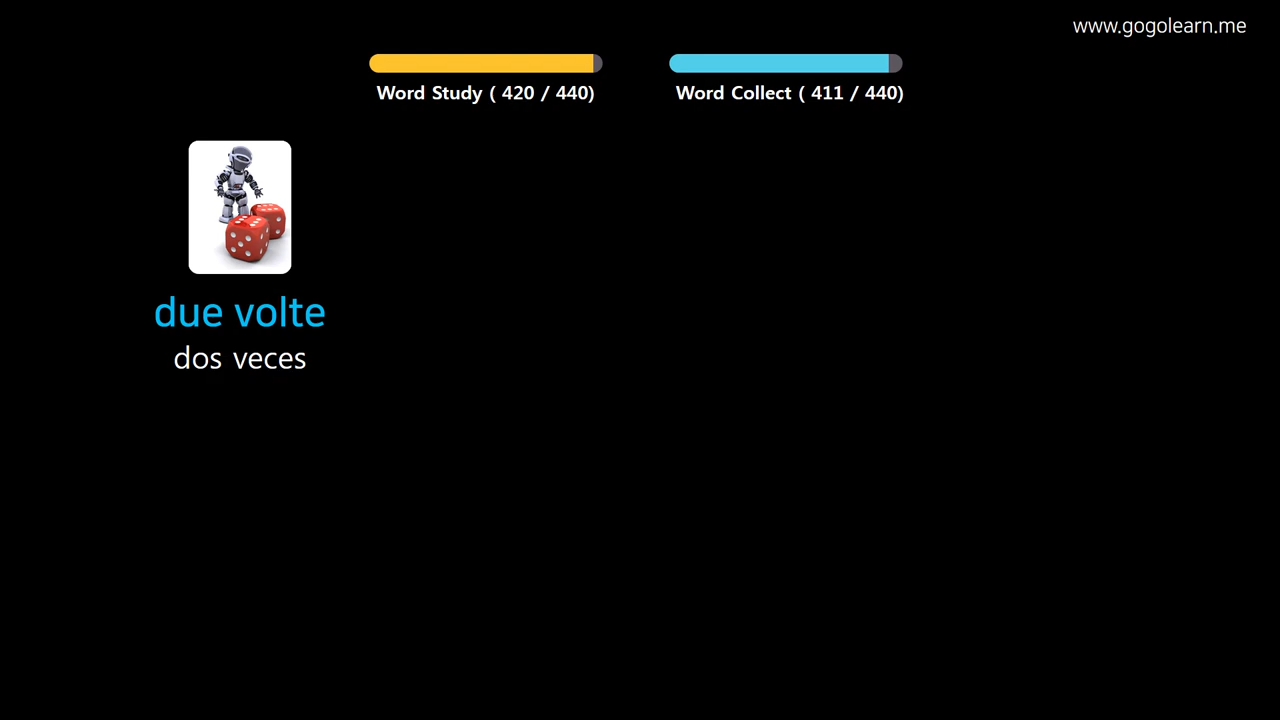 www.gogolearn.me
Word Study ( 420 / 440)
Word Collect ( 411 / 440)
due volte
dos veces